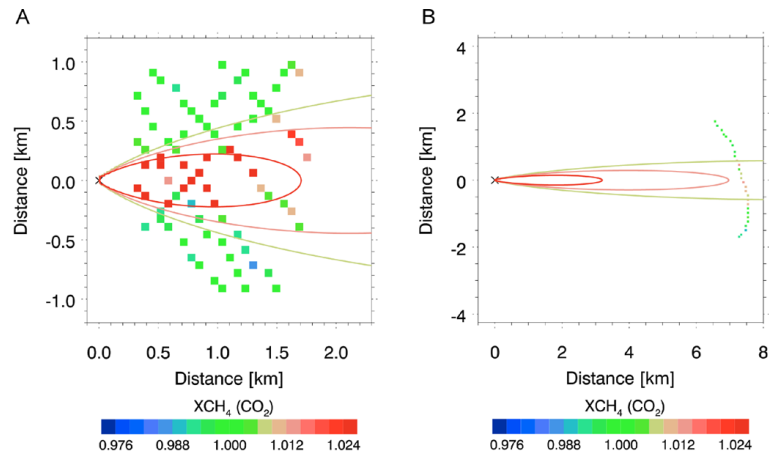 A
B
Distance [km]
1.0
0.5
0.0
-0.5
-1.0
0.0 0.5 1.0 1.5 2.0
Distance [km]
XCH₄ (CO₂)
0.976 0.988 1.000 1.012 1.024
Distance [km]
4
2
0
-2
-4
0 2 4 6 8
Distance [km]
XCH₄ (CO₂)
0.976 0.988 1.000 1.012 1.024